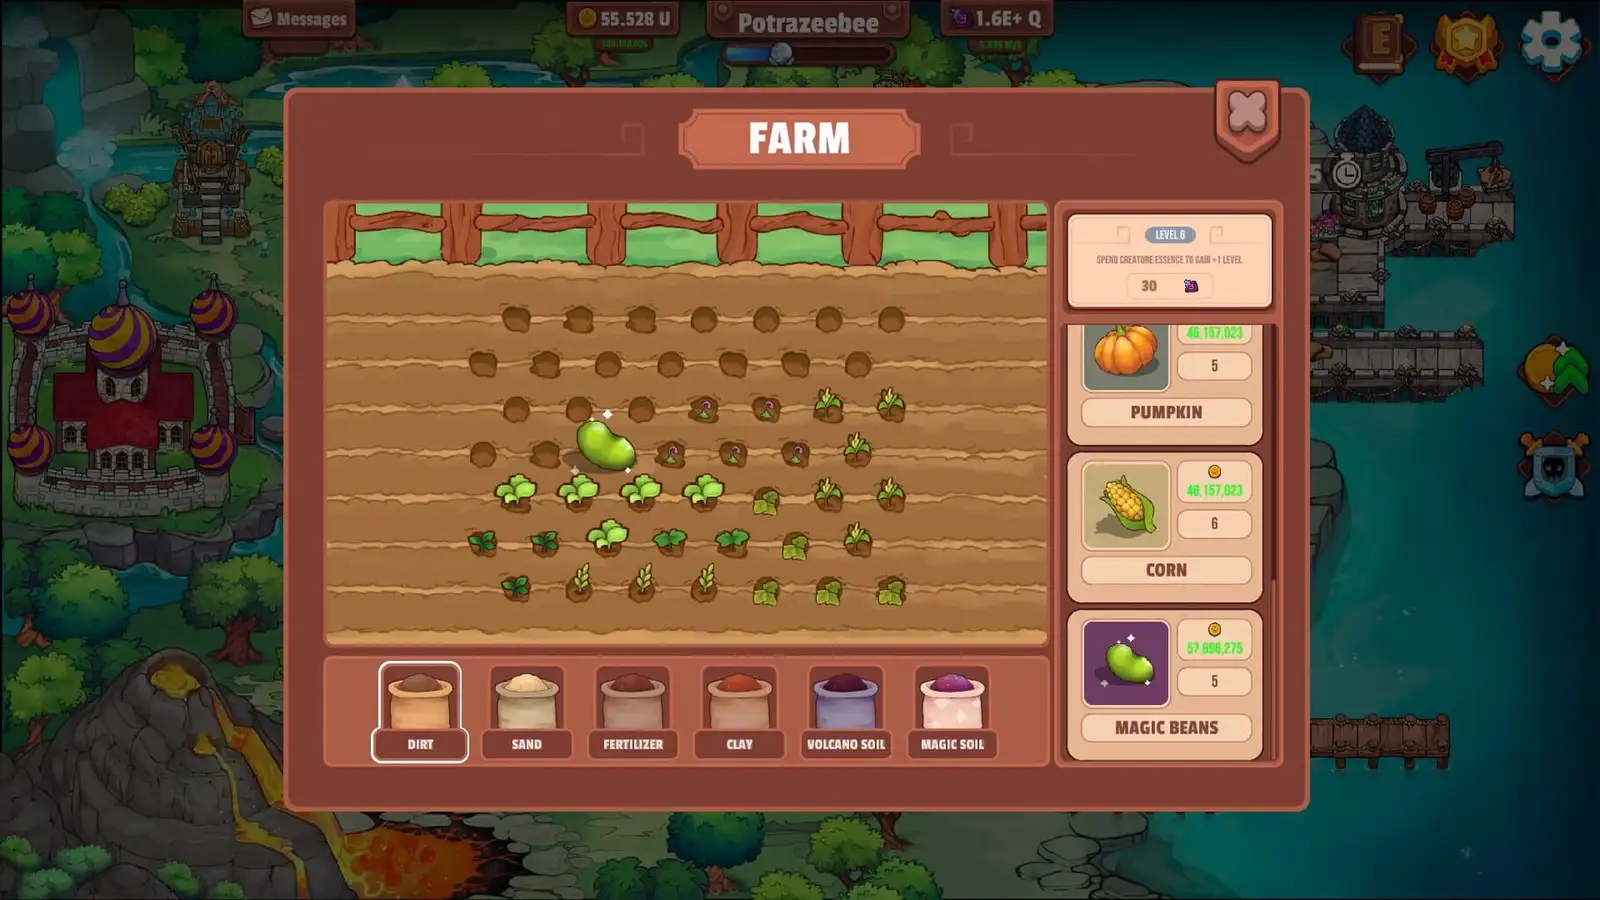 Messages
55.528 U
Potrazeebee
1.6E+ Q
E
FARM
LEVEL 6
SPEND CREATURE ESSENCE TO GAIN +1 LEVEL
30
46,157,023
5
PUMPKIN
46,157,023
6
CORN
57,696,275
5
MAGIC BEANS
DIRT
SAND
FERTILIZER
CLAY
VOLCANO SOIL
MAGIC SOIL